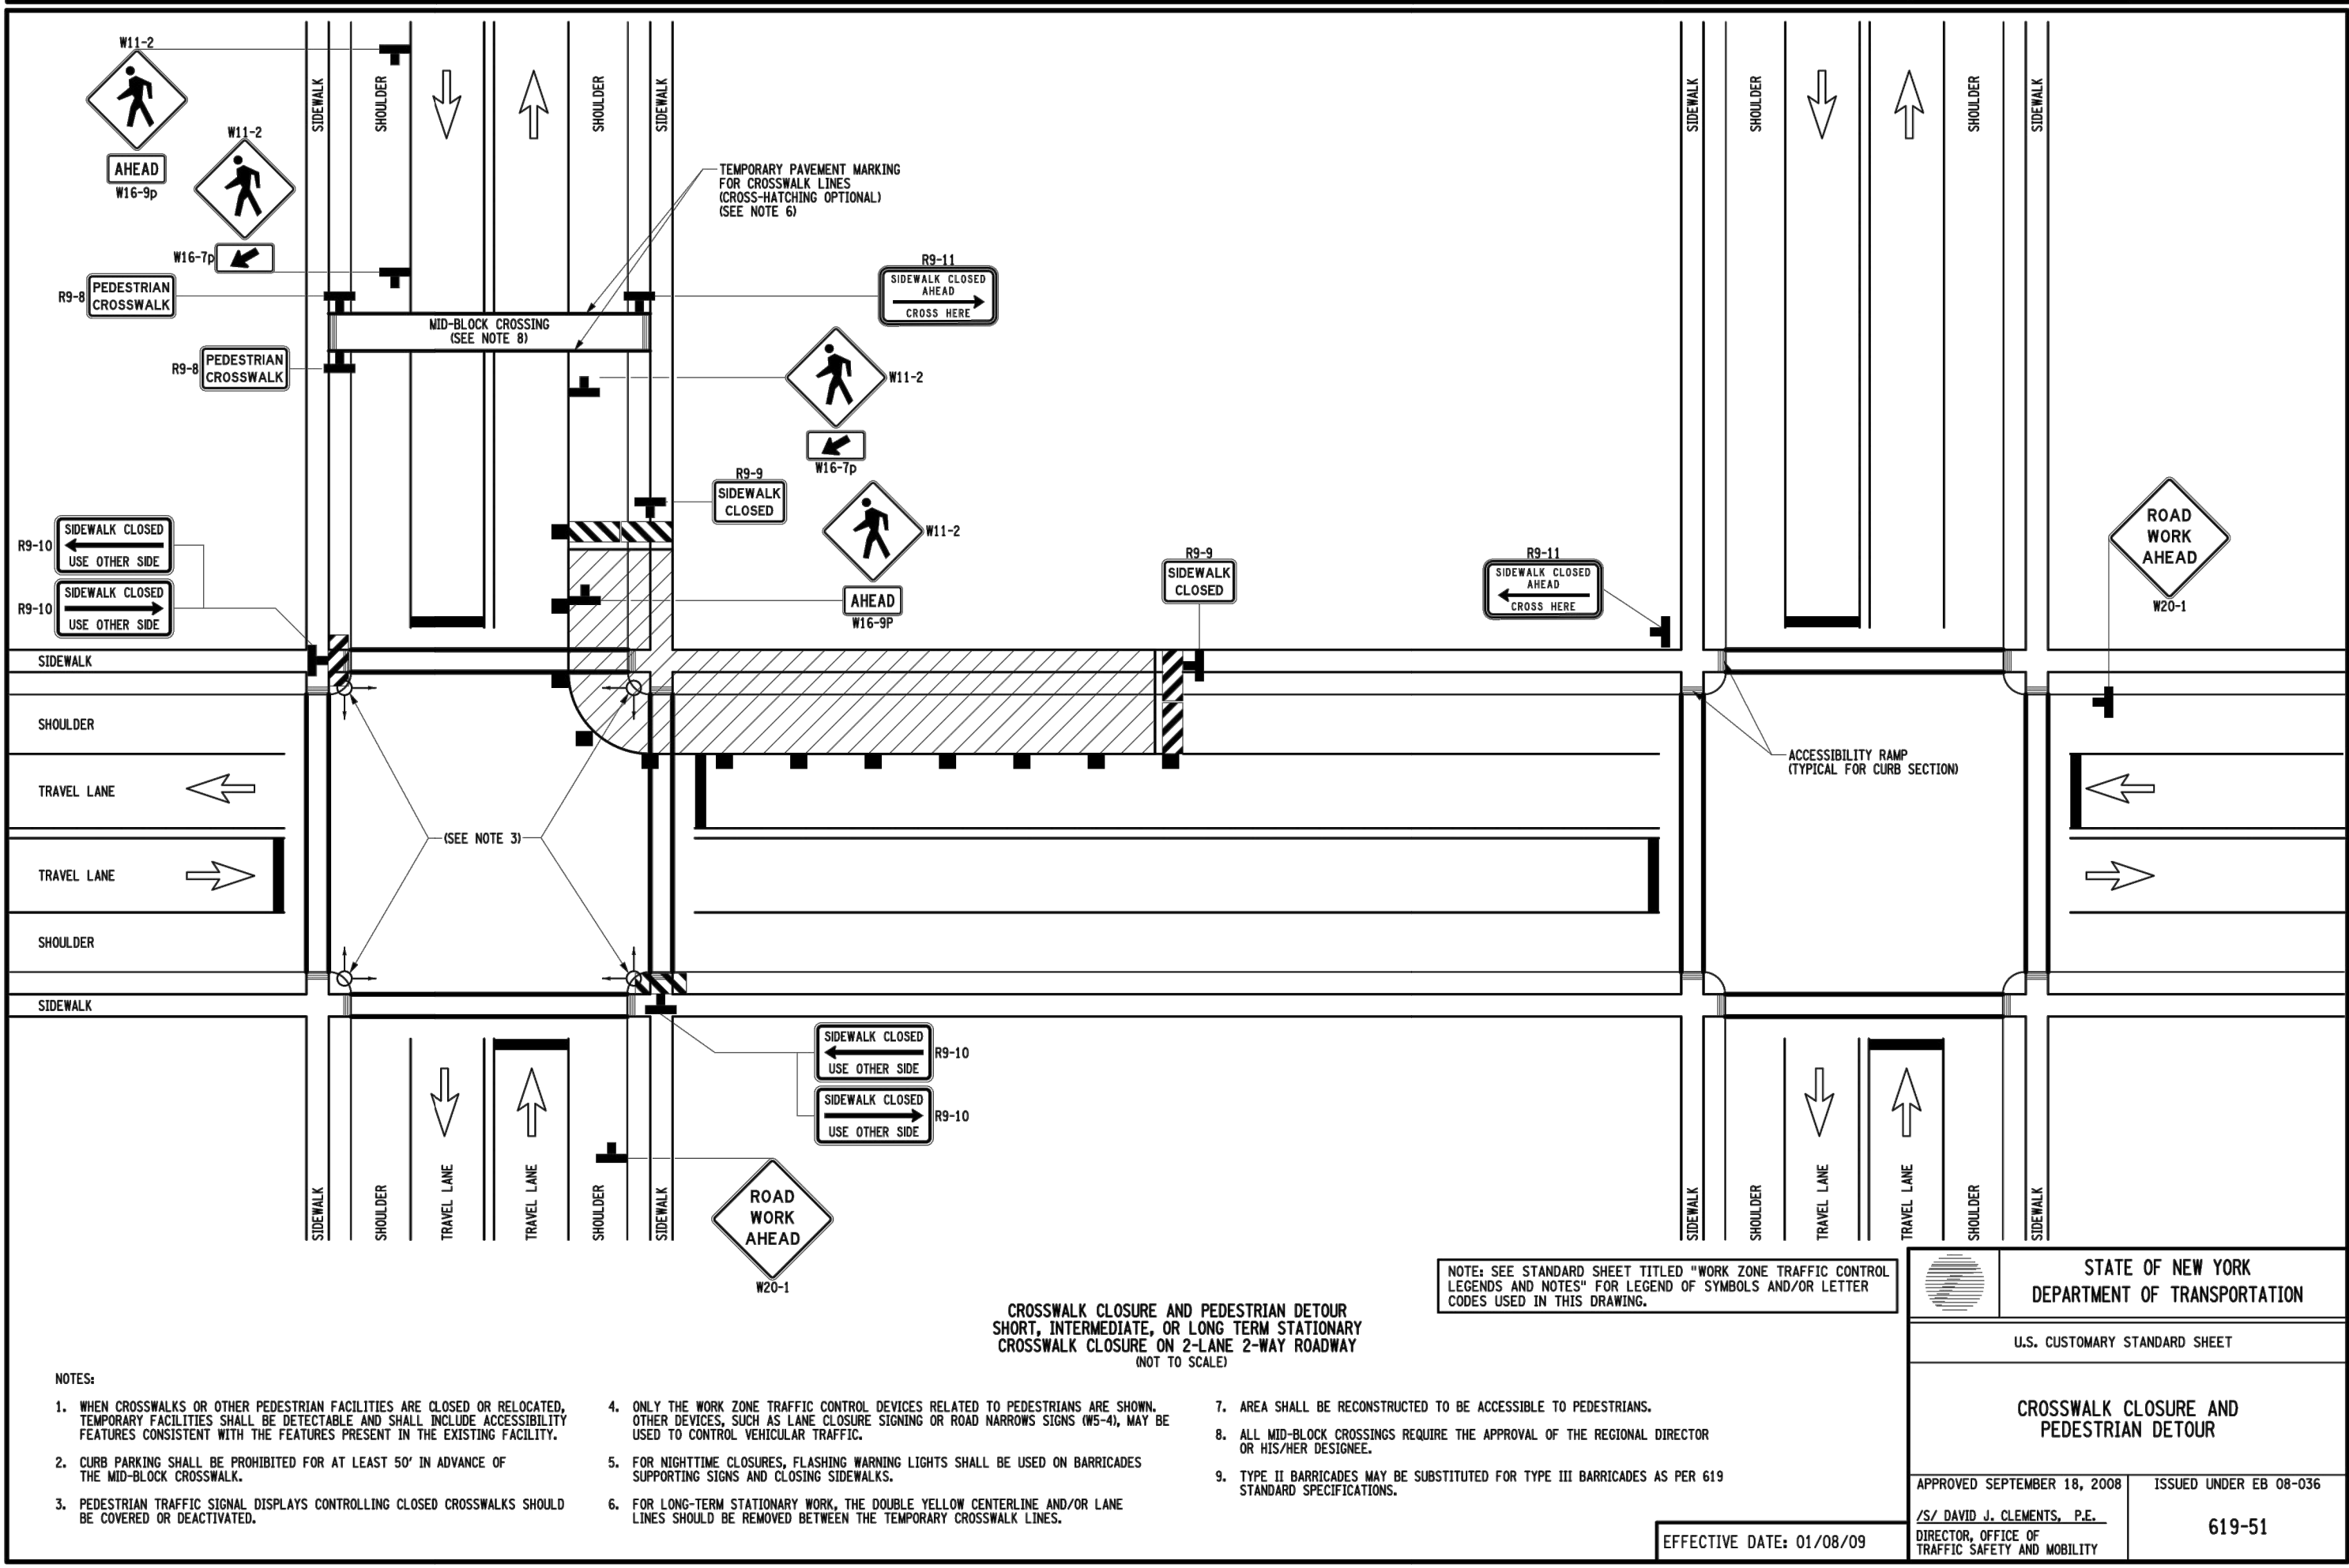 W11-2
AHEAD
W16-9p
W11-2
W16-7p
R9-8
PEDESTRIAN
CROSSWALK
R9-8
PEDESTRIAN
CROSSWALK
SIDEWALK
SHOULDER
SHOULDER
SIDEWALK
TEMPORARY PAVEMENT MARKING
FOR CROSSWALK LINES
(CROSS-HATCHING OPTIONAL)
(SEE NOTE 6)
MID-BLOCK CROSSING
(SEE NOTE 8)
R9-11
SIDEWALK CLOSED
AHEAD
CROSS HERE
W11-2
W16-7p
R9-9
SIDEWALK
CLOSED
W11-2
AHEAD
W16-9P
SIDEWALK
SHOULDER
SHOULDER
SIDEWALK
R9-10
SIDEWALK CLOSED
USE OTHER SIDE
R9-10
SIDEWALK CLOSED
USE OTHER SIDE
R9-9
SIDEWALK
CLOSED
R9-11
SIDEWALK CLOSED
AHEAD
CROSS HERE
ROAD
WORK
AHEAD
W20-1
SIDEWALK
SHOULDER
TRAVEL LANE
TRAVEL LANE
SHOULDER
SIDEWALK
(SEE NOTE 3)
ACCESSIBILITY RAMP
(TYPICAL FOR CURB SECTION)
SIDEWALK CLOSED
USE OTHER SIDE
R9-10
SIDEWALK CLOSED
USE OTHER SIDE
R9-10
SIDEWALK
SHOULDER
TRAVEL LANE
TRAVEL LANE
SHOULDER
SIDEWALK
ROAD
WORK
AHEAD
W20-1
SIDEWALK
SHOULDER
TRAVEL LANE
TRAVEL LANE
SHOULDER
SIDEWALK
NOTE: SEE STANDARD SHEET TITLED "WORK ZONE TRAFFIC CONTROL
LEGENDS AND NOTES" FOR LEGEND OF SYMBOLS AND/OR LETTER
CODES USED IN THIS DRAWING.
CROSSWALK CLOSURE AND PEDESTRIAN DETOUR
SHORT, INTERMEDIATE, OR LONG TERM STATIONARY
CROSSWALK CLOSURE ON 2-LANE 2-WAY ROADWAY
(NOT TO SCALE)
NOTES:
1. WHEN CROSSWALKS OR OTHER PEDESTRIAN FACILITIES ARE CLOSED OR RELOCATED,
TEMPORARY FACILITIES SHALL BE DETECTABLE AND SHALL INCLUDE ACCESSIBILITY
FEATURES CONSISTENT WITH THE FEATURES PRESENT IN THE EXISTING FACILITY.
2. CURB PARKING SHALL BE PROHIBITED FOR AT LEAST 50' IN ADVANCE OF
THE MID-BLOCK CROSSWALK.
3. PEDESTRIAN TRAFFIC SIGNAL DISPLAYS CONTROLLING CLOSED CROSSWALKS SHOULD
BE COVERED OR DEACTIVATED.
4. ONLY THE WORK ZONE TRAFFIC CONTROL DEVICES RELATED TO PEDESTRIANS ARE SHOWN.
OTHER DEVICES, SUCH AS LANE CLOSURE SIGNING OR ROAD NARROWS SIGNS (W5-4), MAY BE
USED TO CONTROL VEHICULAR TRAFFIC.
5. FOR NIGHTTIME CLOSURES, FLASHING WARNING LIGHTS SHALL BE USED ON BARRICADES
SUPPORTING SIGNS AND CLOSING SIDEWALKS.
6. FOR LONG-TERM STATIONARY WORK, THE DOUBLE YELLOW CENTERLINE AND/OR LANE
LINES SHOULD BE REMOVED BETWEEN THE TEMPORARY CROSSWALK LINES.
7. AREA SHALL BE RECONSTRUCTED TO BE ACCESSIBLE TO PEDESTRIANS.
8. ALL MID-BLOCK CROSSINGS REQUIRE THE APPROVAL OF THE REGIONAL DIRECTOR
OR HIS/HER DESIGNEE.
9. TYPE II BARRICADES MAY BE SUBSTITUTED FOR TYPE III BARRICADES AS PER 619
STANDARD SPECIFICATIONS.
EFFECTIVE DATE: 01/08/09
STATE OF NEW YORK
DEPARTMENT OF TRANSPORTATION
U.S. CUSTOMARY STANDARD SHEET
CROSSWALK CLOSURE AND
PEDESTRIAN DETOUR
APPROVED SEPTEMBER 18, 2008
ISSUED UNDER EB 08-036
/S/ DAVID J. CLEMENTS, P.E.
DIRECTOR, OFFICE OF
TRAFFIC SAFETY AND MOBILITY
619-51